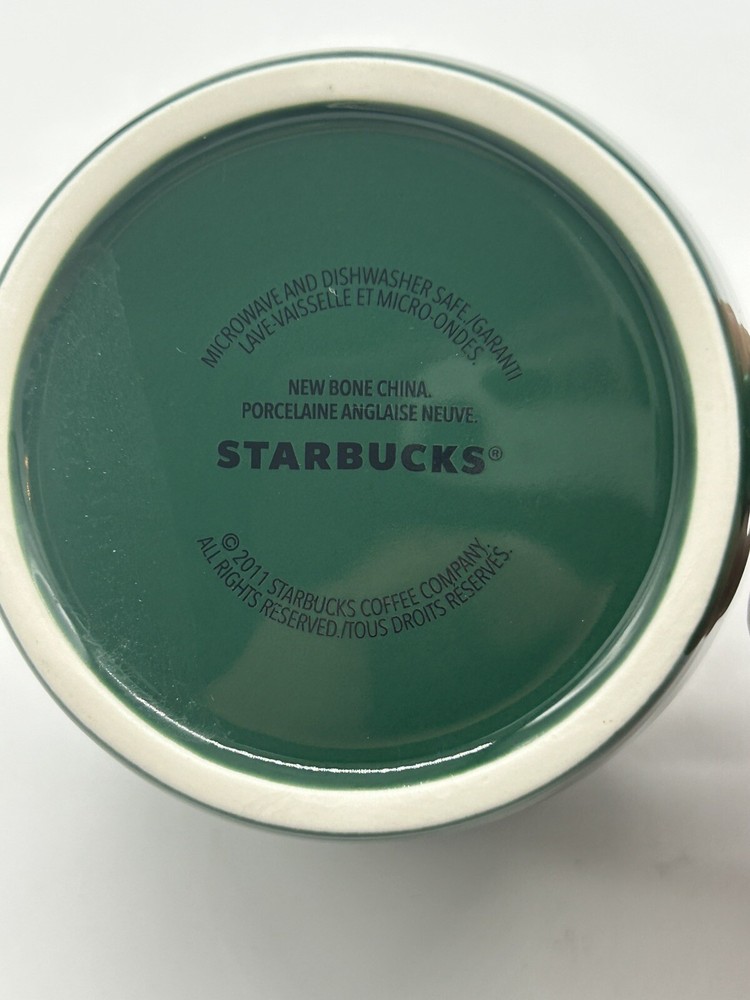 MICROWAVE AND DISHWASHER SAFE./GARANTI
LAVE-VAISSELLE ET MICRO-ONDES.
NEW BONE CHINA.
PORCELAINE ANGLAISE NEUVE.
STARBUCKS®
© 2011 STARBUCKS COFFEE COMPANY.
ALL RIGHTS RESERVED./TOUS DROITS RÉSERVÉS.